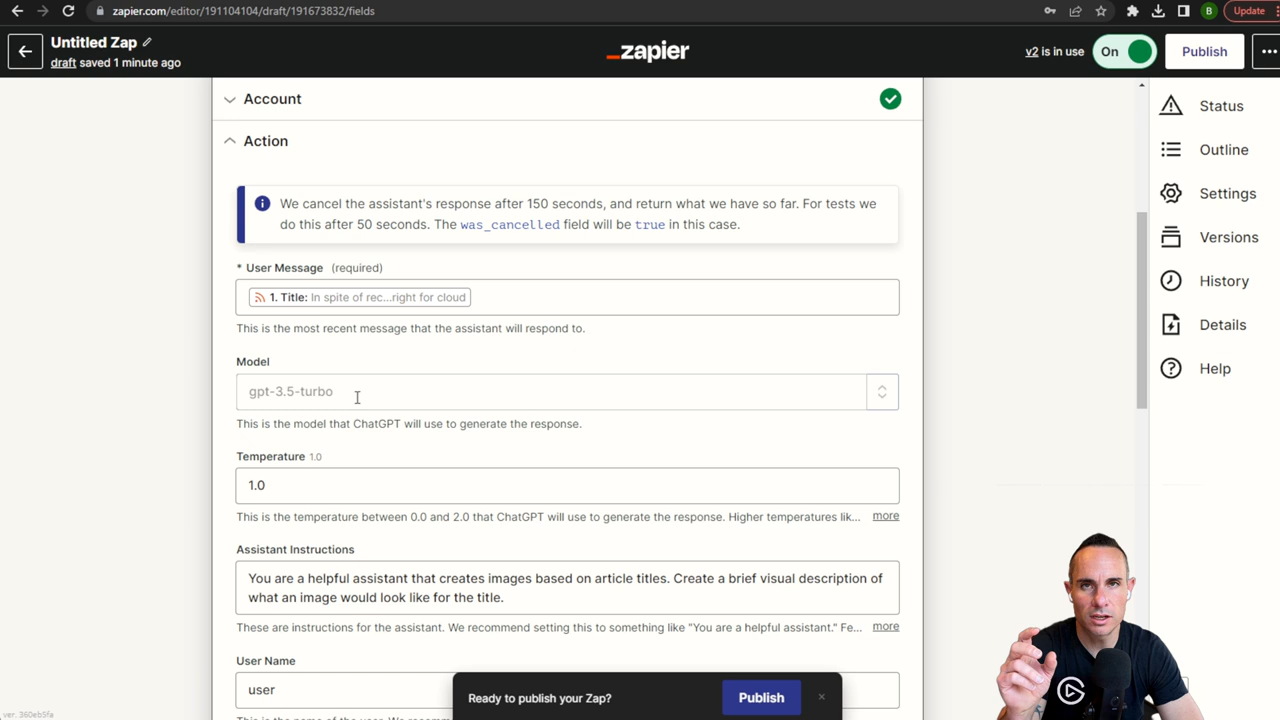 zapier.com/editor/191104104/draft/191673832/fields
B
Update
Untitled Zap
draft saved 1 minute ago
_zapier
v2 is in use
On
Publish
Account
Action
We cancel the assistant's response after 150 seconds, and return what we have so far. For tests we
do this after 50 seconds. The was_cancelled field will be true in this case.
* User Message (required)
1. Title: In spite of rec...right for cloud
This is the most recent message that the assistant will respond to.
Model
gpt-3.5-turbo
This is the model that ChatGPT will use to generate the response.
Temperature 1.0
1.0
This is the temperature between 0.0 and 2.0 that ChatGPT will use to generate the response. Higher temperatures lik... more
Assistant Instructions
You are a helpful assistant that creates images based on article titles. Create a brief visual description of
what an image would look like for the title.
These are instructions for the assistant. We recommend setting this to something like "You are a helpful assistant." Fe... more
User Name
user
Ready to publish your Zap?
Publish
Status
Outline
Settings
Versions
History
Details
Help
ver. 360eb5fa